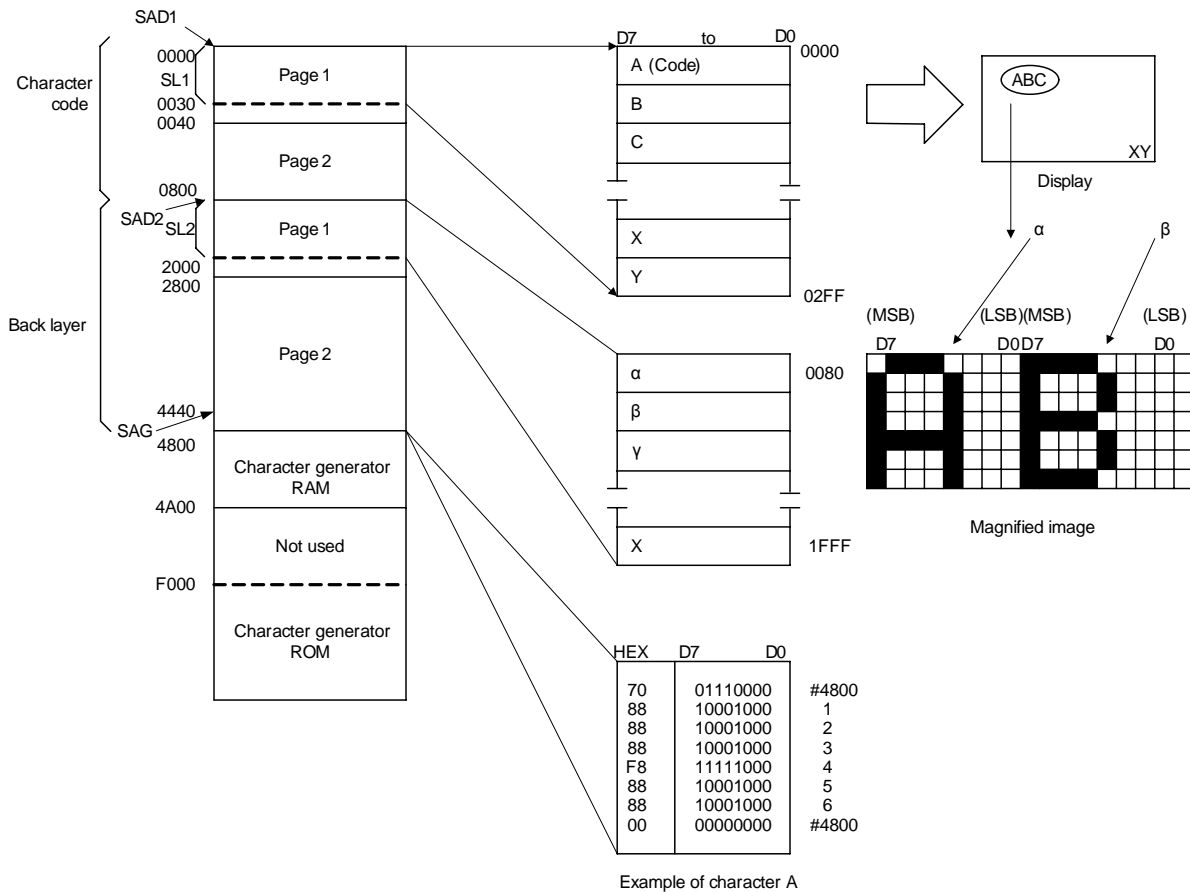 SAD1
Character
code
0000
SL1
0030
0040
Page 1
Page 2
0800
SAD2
SL2
Page 1
2000
2800
Back layer
Page 2
4440
SAG
4800
Character generator
RAM
4A00
Not used
F000
Character generator
ROM
D7 to D0
0000
A (Code)
B
C
X
Y
02FF
ABC
XY
Display
α
β
0080
α
β
γ
X
1FFF
(MSB) (LSB)(MSB) (LSB)
D7 D0 D7 D0
Magnified image
HEX D7 D0
70 01110000 #4800
88 10001000 1
88 10001000 2
88 10001000 3
F8 11111000 4
88 10001000 5
88 10001000 6
00 00000000 #4800
Example of character A